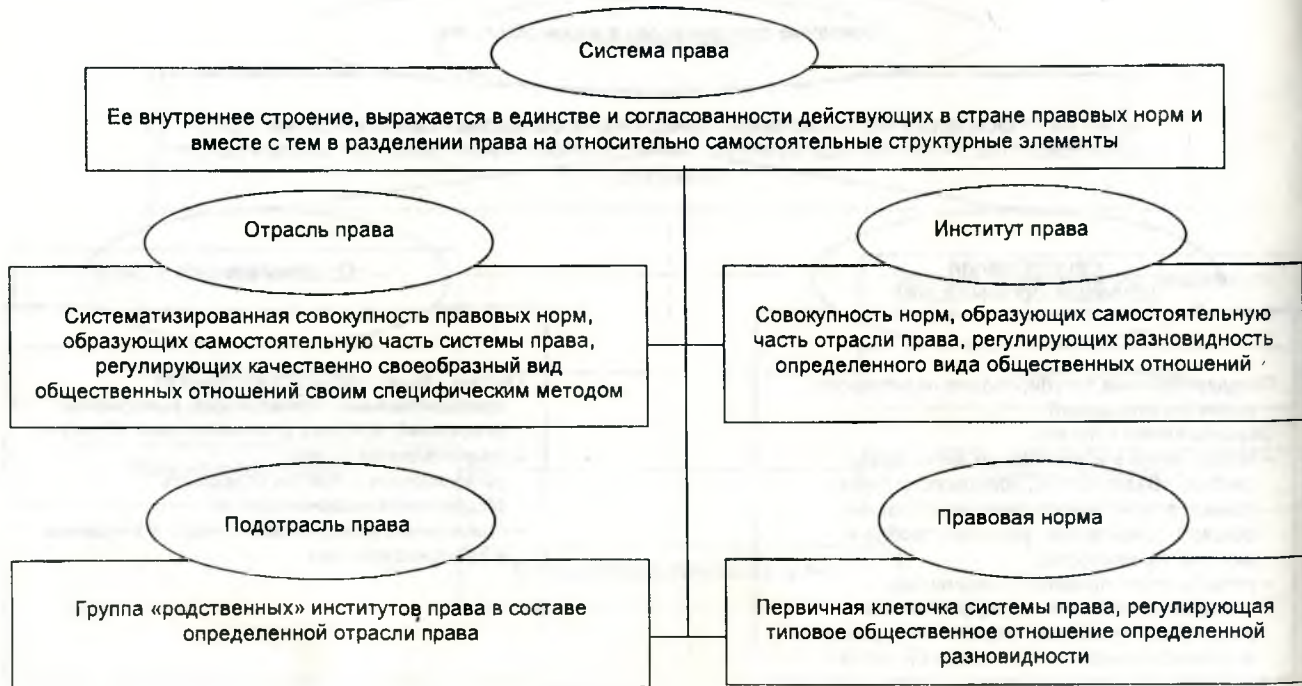 Система права
Ее внутреннее строение, выражается в единстве и согласованности действующих в стране правовых норм и
вместе с тем в разделении права на относительно самостоятельные структурные элементы
Отрасль права
Систематизированная совокупность правовых норм,
образующих самостоятельную часть системы права,
регулирующих качественно своеобразный вид
общественных отношений своим специфическим методом
Институт права
Совокупность норм, образующих самостоятельную
часть отрасли права, регулирующих разновидность
определенного вида общественных отношений
Подотрасль права
Группа «родственных» институтов права в составе
определенной отрасли права
Правовая норма
Первичная клеточка системы права, регулирующая
типовое общественное отношение определенной
разновидности